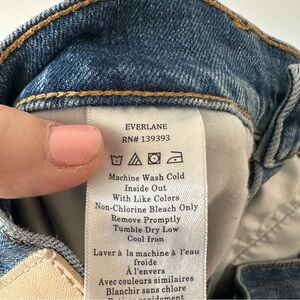 EVERLANE
RN# 139393
Machine Wash Cold
Inside Out
With Like Colors
Non-Chlorine Bleach Only
Remove Promptly
Tumble Dry Low
Cool Iron
Laver à la machine à l'eau
froide
À l'envers
Avec couleurs similaires
Blanchir sans chlore